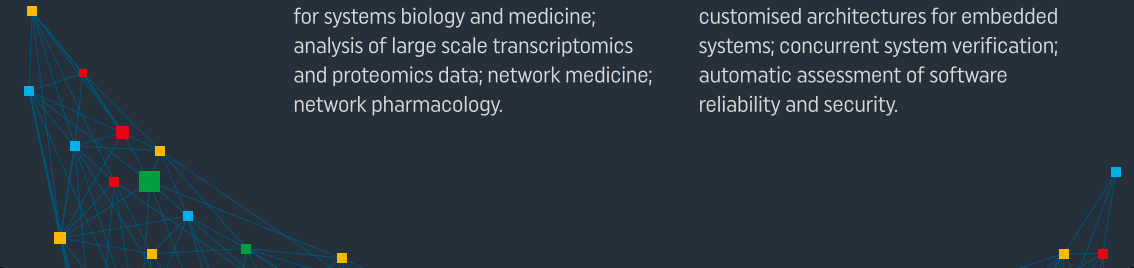 for systems biology and medicine;
analysis of large scale transcriptomics
and proteomics data; network medicine;
network pharmacology.
customised architectures for embedded
systems; concurrent system verification;
automatic assessment of software
reliability and security.